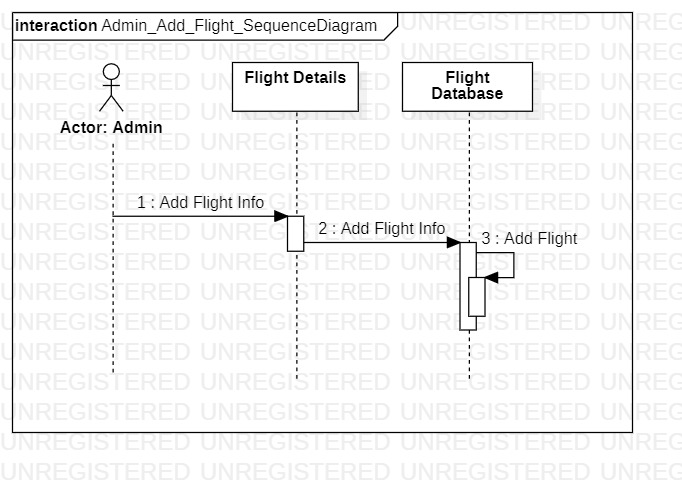 interaction Admin_Add_Flight_SequenceDiagram
Flight Details
Flight
Database
Actor: Admin
1 : Add Flight Info
2 : Add Flight Info
3 : Add Flight
UNREGISTERED